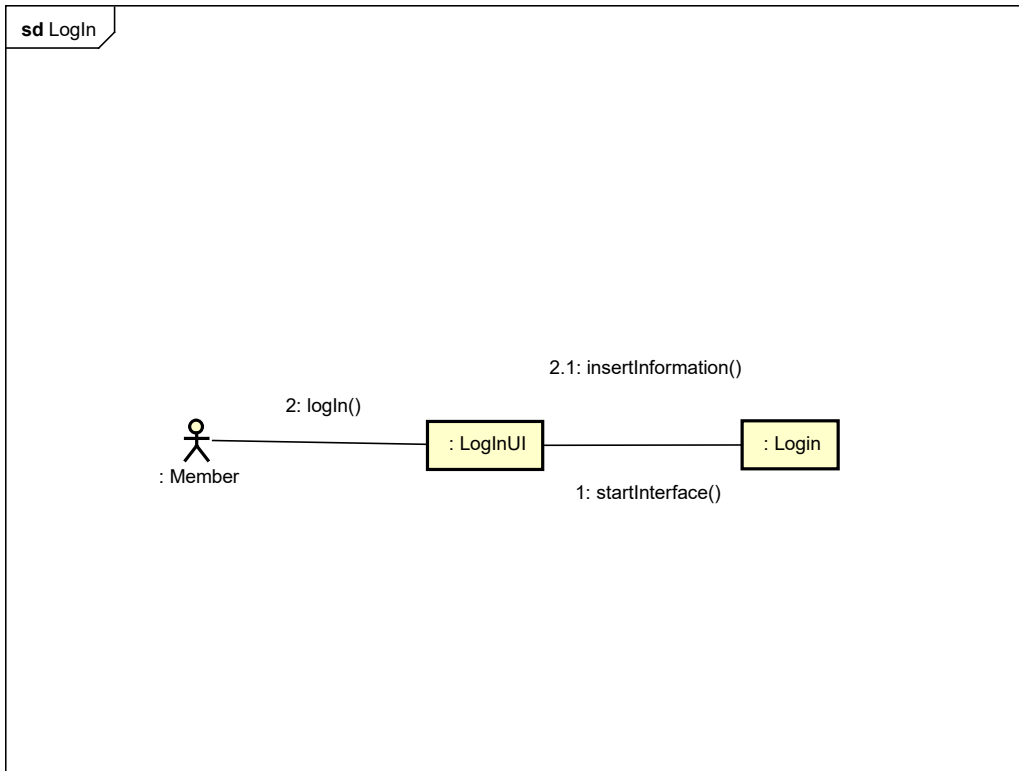 sd LogIn
2.1: insertInformation()
2: logIn()
: LogInUI
: Login
: Member
1: startInterface()